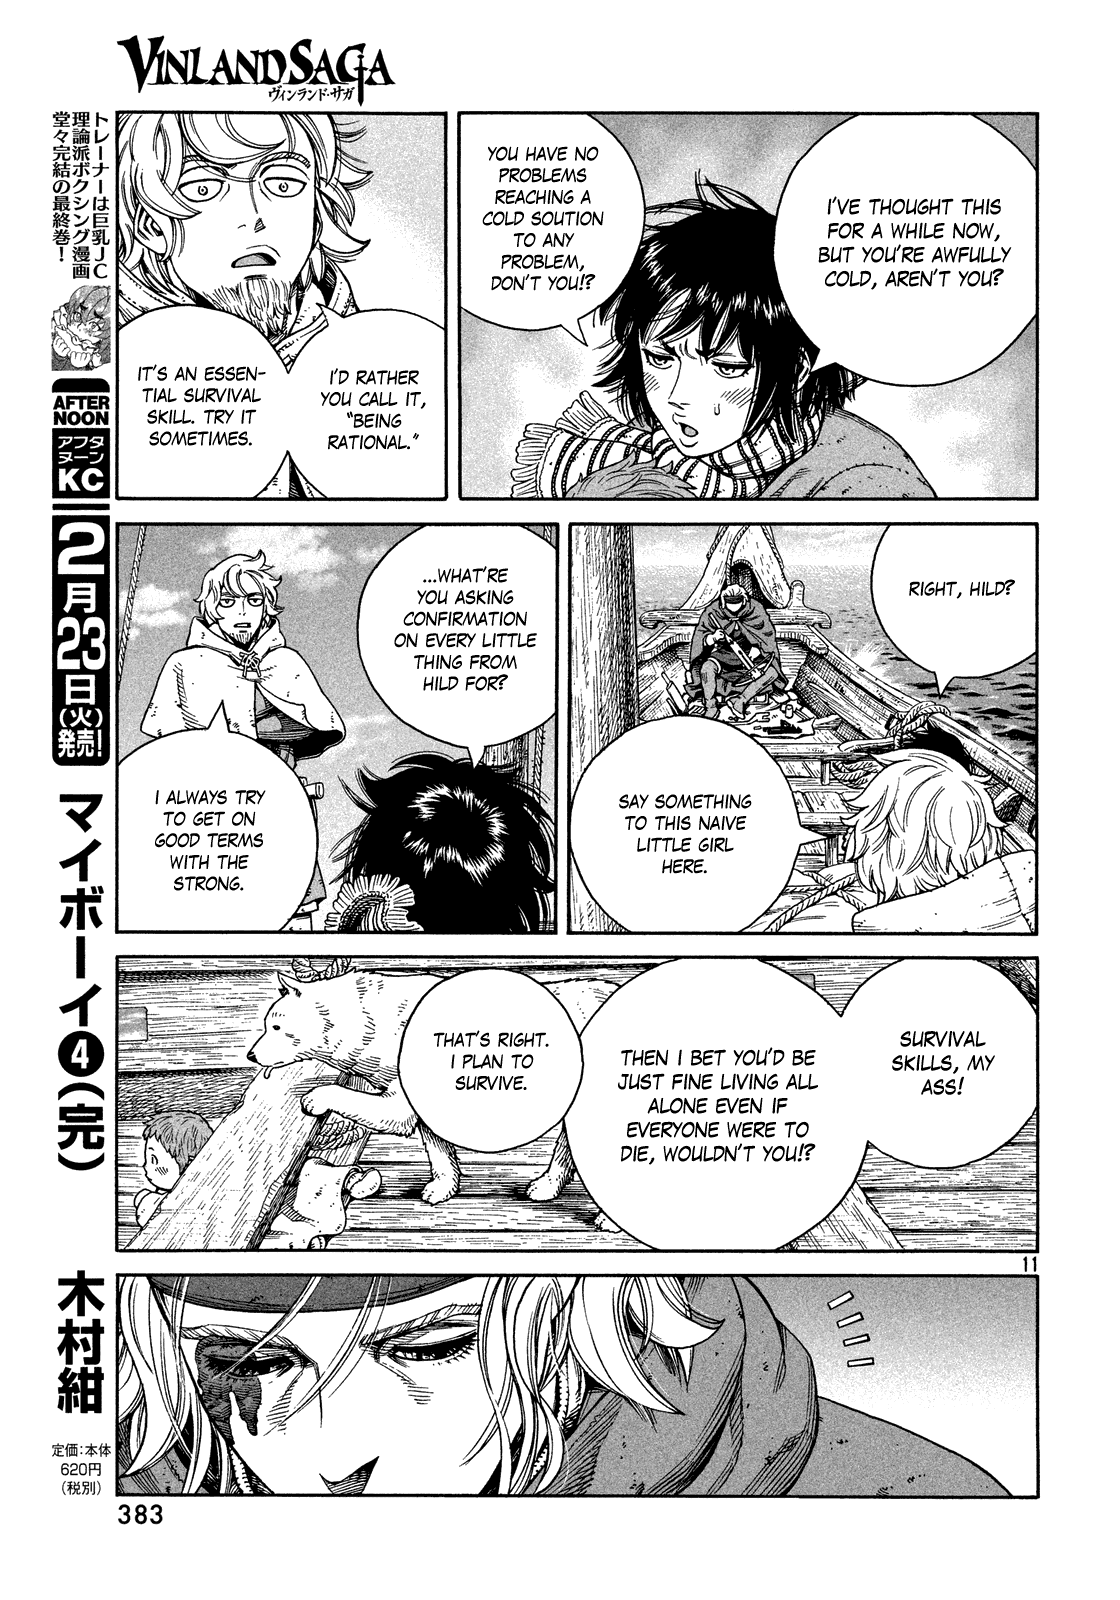 VINLAND SAGA
ヴィンランド・サガ
I'VE THOUGHT THIS
FOR A WHILE NOW,
BUT YOU'RE AWFULLY
COLD, AREN'T YOU?
YOU HAVE NO
PROBLEMS
REACHING A
COLD SOUTION
TO ANY
PROBLEM,
DON'T YOU!?
I'D RATHER
YOU CALL IT,
"BEING
RATIONAL."
IT'S AN ESSEN-
TIAL SURVIVAL
SKILL. TRY IT
SOMETIMES.
RIGHT, HILD?
SAY SOMETHING
TO THIS NAIVE
LITTLE GIRL
HERE.
...WHAT'RE
YOU ASKING
CONFIRMATION
ON EVERY LITTLE
THING FROM
HILD FOR?
I ALWAYS TRY
TO GET ON
GOOD TERMS
WITH THE
STRONG.
SURVIVAL
SKILLS, MY
ASS!
THEN I BET YOU'D BE
JUST FINE LIVING ALL
ALONE EVEN IF
EVERYONE WERE TO
DIE, WOULDN'T YOU!?
THAT'S RIGHT.
I PLAN TO
SURVIVE.
11
トレーナーは巨乳JC
理論派ボクシング漫画
堂々完結の最終巻!
AFTER
NOON
アフタ
ヌーン
KC
2月23日(火)発売!
マイボーイ❹(完)
木村紺
定価:本体
620円
(税別)
383